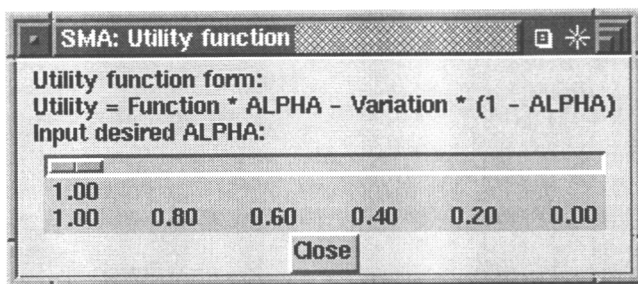 SMA: Utility function
Utility function form:
Utility = Function * ALPHA - Variation * (1 - ALPHA)
Input desired ALPHA:
1.00
1.00 0.80 0.60 0.40 0.20 0.00
Close